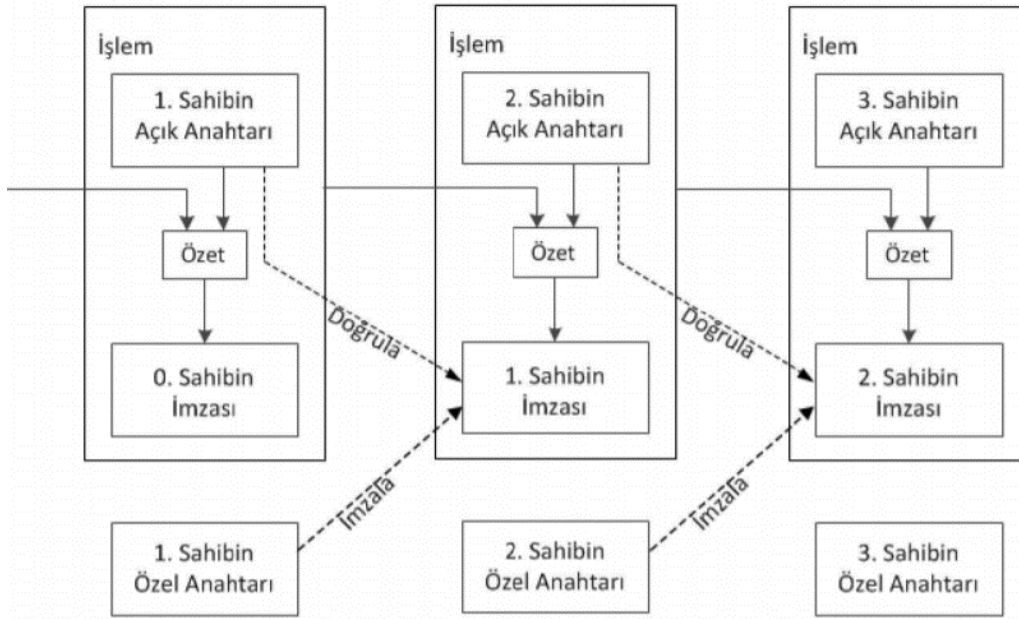 İşlem
1. Sahibin
Açık Anahtarı
Özet
Doğrula
0. Sahibin
İmzası
İmzala
1. Sahibin
Özel Anahtarı
İşlem
2. Sahibin
Açık Anahtarı
Özet
Doğrula
1. Sahibin
İmzası
İmzala
2. Sahibin
Özel Anahtarı
İşlem
3. Sahibin
Açık Anahtarı
Özet
2. Sahibin
İmzası
3. Sahibin
Özel Anahtarı